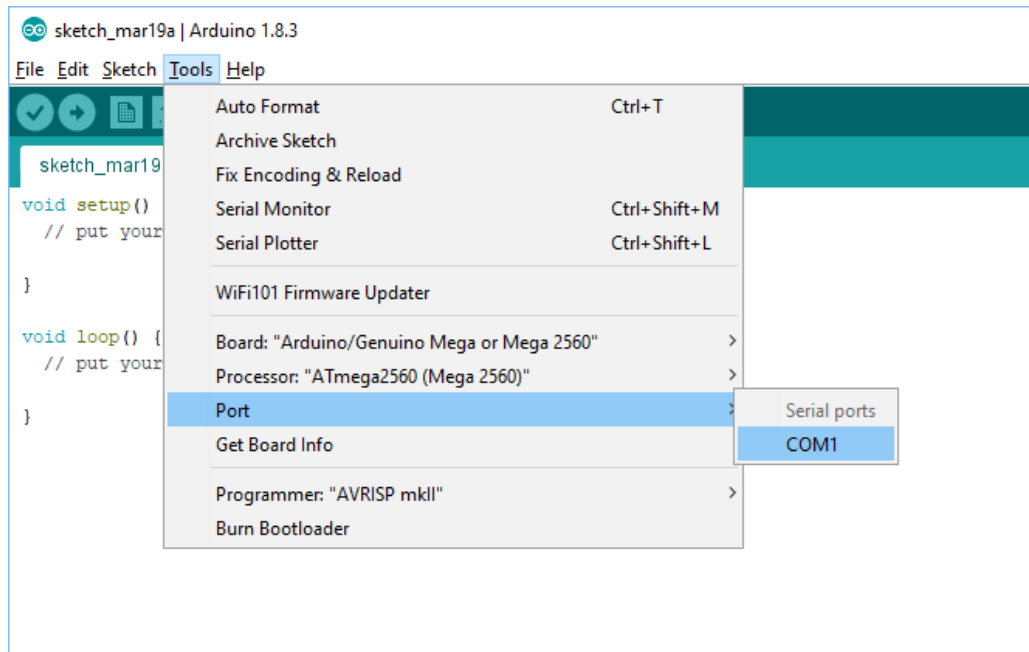 sketch_mar19a | Arduino 1.8.3
File Edit Sketch Tools Help
sketch_mar19
void setup()
// put your
}
void loop() {
// put your
}
Auto Format Ctrl+T
Archive Sketch
Fix Encoding & Reload
Serial Monitor Ctrl+Shift+M
Serial Plotter Ctrl+Shift+L
WiFi101 Firmware Updater
Board: "Arduino/Genuino Mega or Mega 2560"
Processor: "ATmega2560 (Mega 2560)"
Port
Get Board Info
Programmer: "AVRISP mkII"
Burn Bootloader
Serial ports
COM1